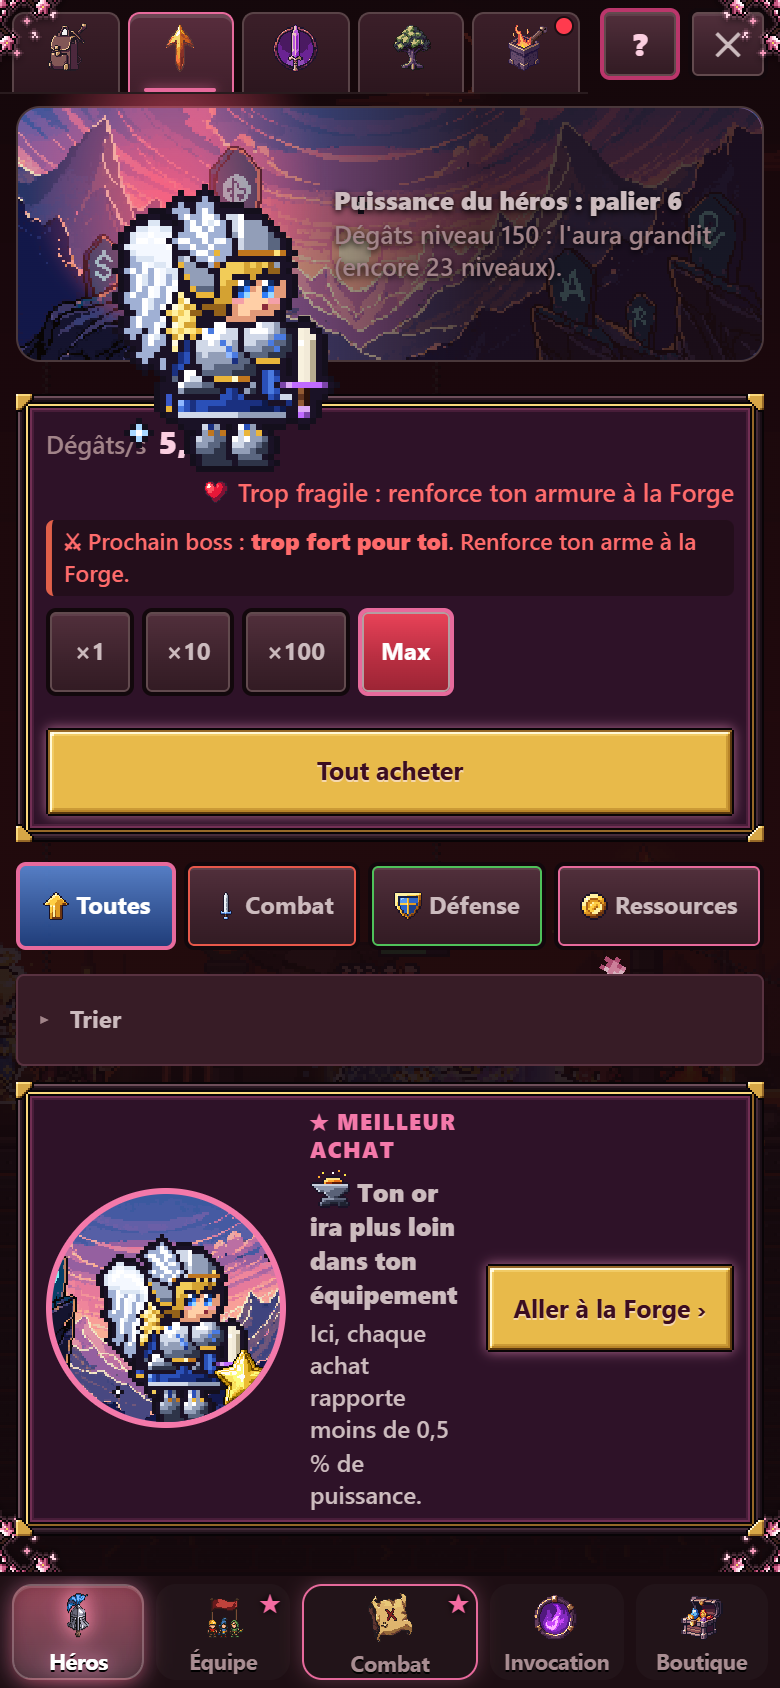 ?
Puissance du héros : palier 6
Dégâts niveau 150 : l'aura grandit
(encore 23 niveaux).
Dégâts/s 5,
Trop fragile : renforce ton armure à la Forge
Prochain boss : trop fort pour toi. Renforce ton arme à la
Forge.
×1 ×10 ×100 Max
Tout acheter
Toutes Combat Défense Ressources
Trier
★ MEILLEUR
ACHAT
Ton or
ira plus loin
dans ton
équipement
Ici, chaque
achat
rapporte
moins de 0,5
% de
puissance.
Aller à la Forge ›
Héros Équipe Combat Invocation Boutique